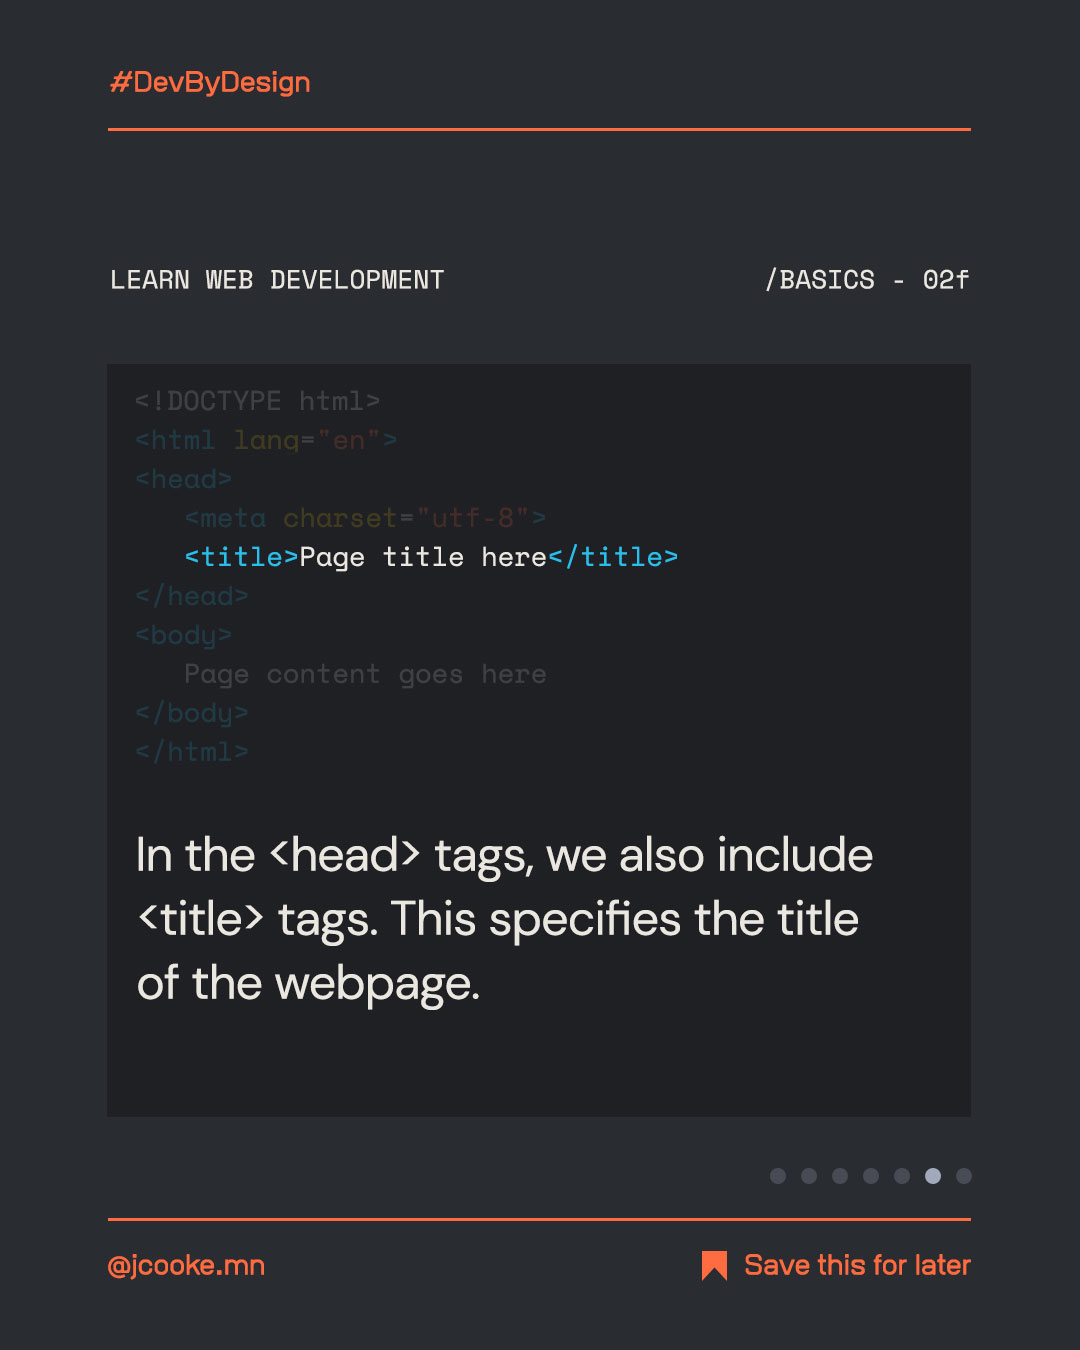 #DevByDesign
LEARN WEB DEVELOPMENT
/BASICS - 02f
<!DOCTYPE html>
<html lang="en">
<head>
<meta charset="utf-8">
<title>Page title here</title>
</head>
<body>
Page content goes here
</body>
</html>
In the <head> tags, we also include
<title> tags. This specifies the title
of the webpage.
@jcooke.mn
Save this for later